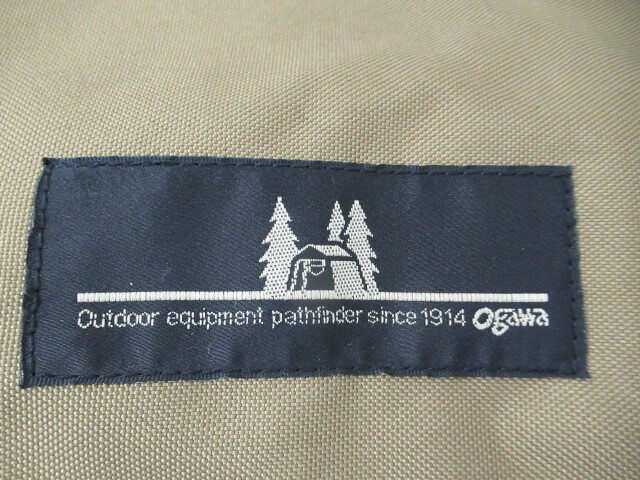 Outdoor equipment pathfinder since 1914 ogawa